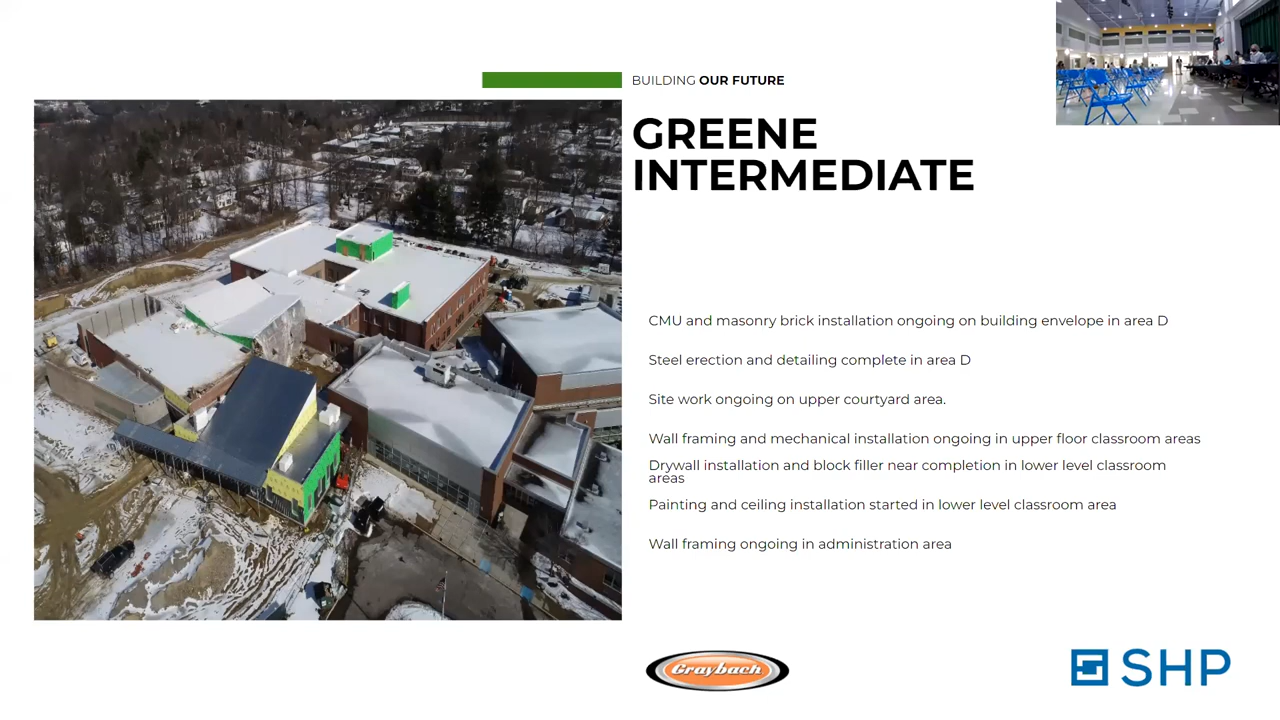 BUILDING OUR FUTURE
GREENE
INTERMEDIATE
CMU and masonry brick installation ongoing on building envelope in area D
Steel erection and detailing complete in area D
Site work ongoing on upper courtyard area.
Wall framing and mechanical installation ongoing in upper floor classroom areas
Drywall installation and block filler near completion in lower level classroom
areas
Painting and ceiling installation started in lower level classroom area
Wall framing ongoing in administration area
Graybach
SHP